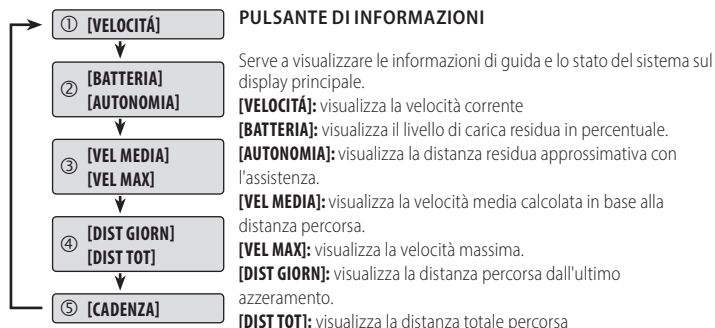 ① [VELOCITÁ]
② [BATTERIA]
[AUTONOMIA]
③ [VEL MEDIA]
[VEL MAX]
④ [DIST GIORN]
[DIST TOT]
⑤ [CADENZA]
PULSANTE DI INFORMAZIONI
Serve a visualizzare le informazioni di guida e lo stato del sistema sul
display principale.
[VELOCITÁ]: visualizza la velocità corrente
[BATTERIA]: visualizza il livello di carica residua in percentuale.
[AUTONOMIA]: visualizza la distanza residua approssimativa con
l'assistenza.
[VEL MEDIA]: visualizza la velocità media calcolata in base alla
distanza percorsa.
[VEL MAX]: visualizza la velocità massima.
[DIST GIORN]: visualizza la distanza percorsa dall'ultimo
azzeramento.
[DIST TOT]: visualizza la distanza totale percorsa